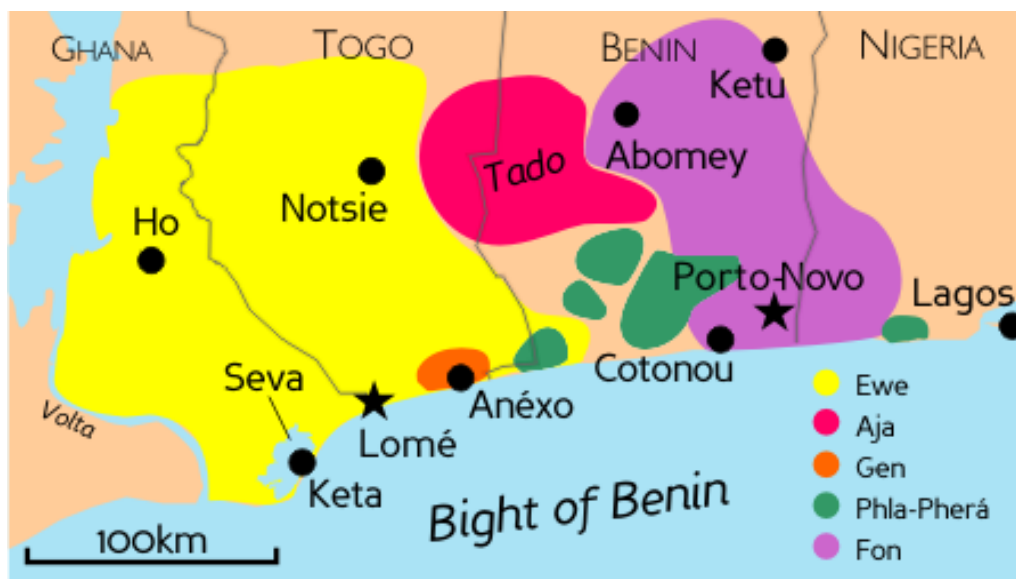 GHANA
TOGO
BENIN
NIGERIA
Ketu
Abomey
Tado
Notsie
Ho
Porto-Novo
Lagos
Cotonou
Seva
Anéxo
Volta
Lomé
Keta
Bight of Benin
100km
Ewe
Aja
Gen
Phla-Pherá
Fon